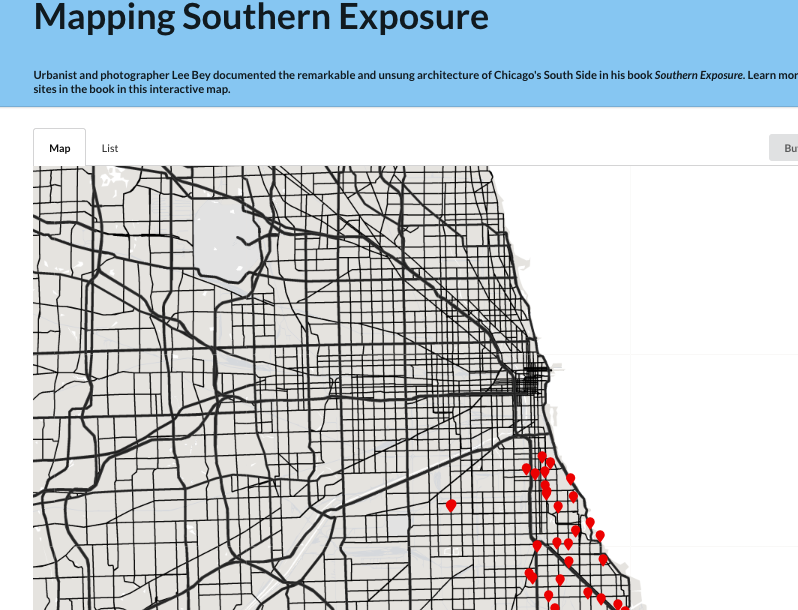 Mapping Southern Exposure
Urbanist and photographer Lee Bey documented the remarkable and unsung architecture of Chicago's South Side in his book Southern Exposure. Learn mor
sites in the book in this interactive map.
Map
List
Bu